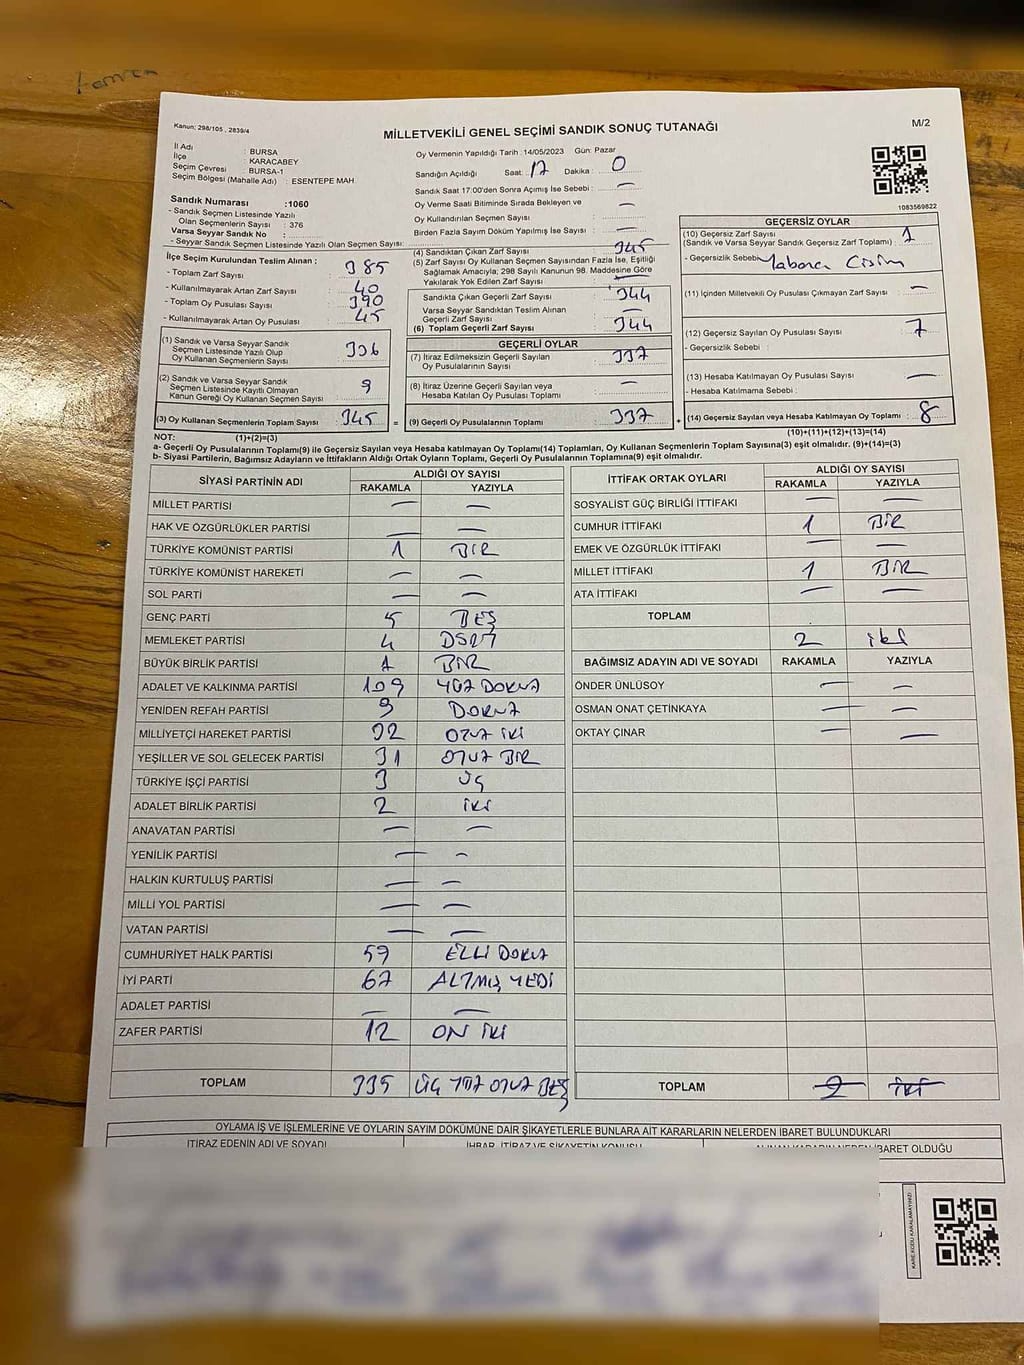 Kanun: 298/105 , 2839/4
MİLLETVEKİLİ GENEL SEÇİMİ SANDIK SONUÇ TUTANAĞI
M/2
İl Adı : BURSA
İlçe : KARACABEY
Seçim Çevresi : BURSA-1
Seçim Bölgesi (Mahalle Adı) : ESENTEPE MAH.
Sandık Numarası :1060
- Sandık Seçmen Listesinde Yazılı
Olan Seçmenlerin Sayısı : 376
Varsa Seyyar Sandık No :
- Seyyar Sandık Seçmen Listesinde Yazılı Olan Seçmen Sayısı:
Oy Vermenin Yapıldığı Tarih : 14/05/2023 Gün: Pazar
Sandığın Açıldığı Saat: 17 Dakika : 0
Sandık Saat 17:00'den Sonra Açılmış İse Sebebi : —
Oy Verme Saati Bitiminde Sırada Bekleyen ve
Oy Kullandırılan Seçmen Sayısı : —
Birden Fazla Sayım Döküm Yapılmış İse Sayısı : —
1083569822
İlçe Seçim Kurulundan Teslim Alınan :
- Toplam Zarf Sayısı : 385
- Kullanılmayarak Artan Zarf Sayısı : 40
- Toplam Oy Pusulası Sayısı : 390
- Kullanılmayarak Artan Oy Pusulası : 45
(1) Sandık ve Varsa Seyyar Sandık
Seçmen Listesinde Yazılı Olup
Oy Kullanan Seçmenlerin Sayısı : 336
(2) Sandık ve Varsa Seyyar Sandık
Seçmen Listesinde Kayıtlı Olmayan
Kanun Gereği Oy Kullanan Seçmen Sayısı : 9
(3) Oy Kullanan Seçmenlerin Toplam Sayısı : 345
(4) Sandıktan Çıkan Zarf Sayısı : 345
(5) Zarf Sayısı Oy Kullanan Seçmen Sayısından Fazla İse, Eşitliği
Sağlamak Amacıyla; 298 Sayılı Kanunun 98. Maddesine Göre
Yakılarak Yok Edilen Zarf Sayısı :
Sandıkta Çıkan Geçerli Zarf Sayısı : 344
Varsa Seyyar Sandıktan Teslim Alınan
Geçerli Zarf Sayısı : —
(6) Toplam Geçerli Zarf Sayısı : 344
GEÇERLİ OYLAR
(7) İtiraz Edilmeksizin Geçerli Sayılan
Oy Pusulalarının Sayısı : 337
(8) İtiraz Üzerine Geçerli Sayılan veya
Hesaba Katılan Oy Pusulası Toplamı : —
= (9) Geçerli Oy Pusulalarının Toplamı : 337
GEÇERSİZ OYLAR
(10) Geçersiz Zarf Sayısı
(Sandık ve Varsa Seyyar Sandık Geçersiz Zarf Toplamı) : 1
- Geçersizlik Sebebi : Yabancı Cisim
(11) İçinden Milletvekili Oy Pusulası Çıkmayan Zarf Sayısı : —
(12) Geçersiz Sayılan Oy Pusulası Sayısı : 7
- Geçersizlik Sebebi :
(13) Hesaba Katılmayan Oy Pusulası Sayısı : —
- Hesaba Katılmama Sebebi :
+ (14) Geçersiz Sayılan veya Hesaba Katılmayan Oy Toplamı : 8
NOT: (1)+(2)=(3)
(10)+(11)+(12)+(13)=(14)
a- Geçerli Oy Pusulalarının Toplamı(9) ile Geçersiz Sayılan veya Hesaba katılmayan Oy Toplamı(14) Toplamları, Oy Kullanan Seçmenlerin Toplam Sayısına(3) eşit olmalıdır. (9)+(14)=(3)
b- Siyasi Partilerin, Bağımsız Adayların ve İttifakların Aldığı Ortak Oyların Toplamı, Geçerli Oy Pusulalarının Toplamına(9) eşit olmalıdır.
SİYASİ PARTİNİN ADI ALDIĞI OY SAYISI
RAKAMLA YAZIYLA
MİLLET PARTİSİ — —
HAK VE ÖZGÜRLÜKLER PARTİSİ — —
TÜRKİYE KOMÜNİST PARTİSİ 1 BİR
TÜRKİYE KOMÜNİST HAREKETİ — —
SOL PARTİ — —
GENÇ PARTİ 5 BEŞ
MEMLEKET PARTİSİ 4 DÖRT
BÜYÜK BİRLİK PARTİSİ 1 BİR
ADALET VE KALKINMA PARTİSİ 109 YÜZ DOKUZ
YENİDEN REFAH PARTİSİ 9 DOKUZ
MİLLİYETÇİ HAREKET PARTİSİ 32 OTUZ İKİ
YEŞİLLER VE SOL GELECEK PARTİSİ 31 OTUZ BİR
TÜRKİYE İŞÇİ PARTİSİ 3 ÜÇ
ADALET BİRLİK PARTİSİ 2 İKİ
ANAVATAN PARTİSİ — —
YENİLİK PARTİSİ — —
HALKIN KURTULUŞ PARTİSİ — —
MİLLİ YOL PARTİSİ — —
VATAN PARTİSİ — —
CUMHURİYET HALK PARTİSİ 59 ELLİ DOKUZ
İYİ PARTİ 67 ALTMIŞ YEDİ
ADALET PARTİSİ — —
ZAFER PARTİSİ 12 ON İKİ
TOPLAM 335 ÜÇ YÜZ OTUZ BEŞ
İTTİFAK ORTAK OYLARI ALDIĞI OY SAYISI
RAKAMLA YAZIYLA
SOSYALİST GÜÇ BİRLİĞİ İTTİFAKI — —
CUMHUR İTTİFAKI 1 BİR
EMEK VE ÖZGÜRLÜK İTTİFAKI — —
MİLLET İTTİFAKI 1 BİR
ATA İTTİFAKI — —
TOPLAM 2 iki
BAĞIMSIZ ADAYIN ADI VE SOYADI RAKAMLA YAZIYLA
ÖNDER ÜNLÜSOY — —
OSMAN ONAT ÇETİNKAYA — —
OKTAY ÇINAR — —
TOPLAM 2 İKİ
OYLAMA İŞ VE İŞLEMLERİNE VE OYLARIN SAYIM DÖKÜMÜNE DAİR ŞİKAYETLERLE BUNLARA AİT KARARLARIN NELERDEN İBARET BULUNDUKLARI
İTİRAZ EDENİN ADI VE SOYADI İHBAR, İTİRAZ VE ŞİKAYETİN KONUSU ALINAN KARARIN NEDEN İBARET OLDUĞU
KARE KODU KARALAMAYINIZ!